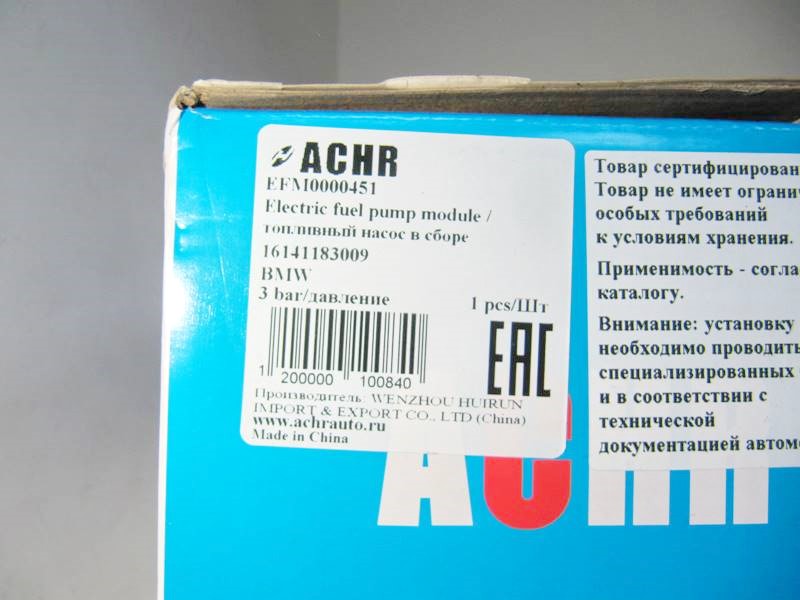 ACHR
EFM0000451
Electric fuel pump module /
топливный насос в сборе
16141183009
BMW
3 bar/давление 1 pcs/Шт
EAC
1 200000 100840
Производитель: WENZHOU HUIRUN
IMPORT & EXPORT CO., LTD (China)
www.achrauto.ru
Made in China
Товар сертифицирован
Товар не имеет огранич
особых требований
к условиям хранения.
Применимость - согла
каталогу.
Внимание: установку
необходимо проводить
специализированных
и в соответствии с
технической
документацией автомо
ACHR